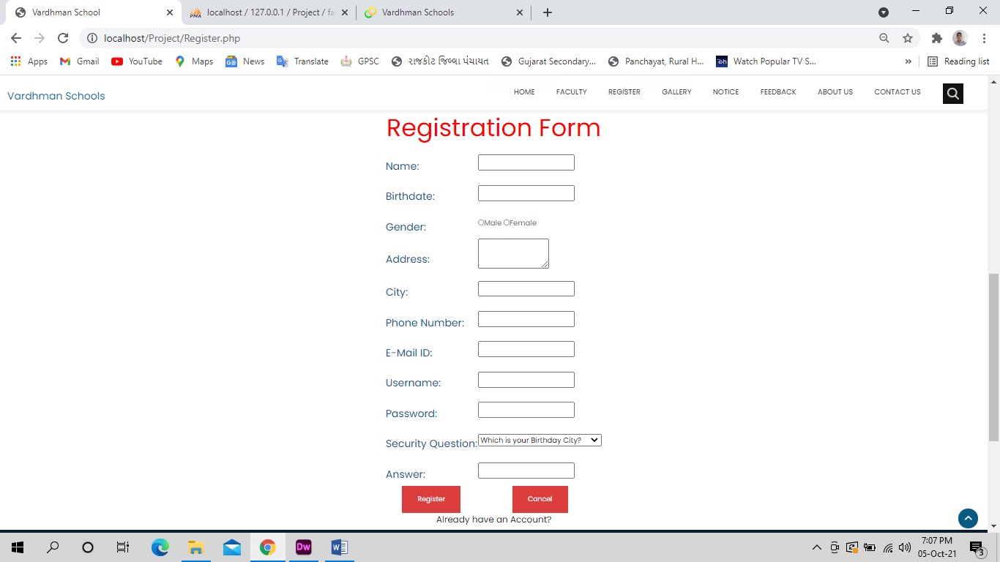 Vardhman School
PMA localhost / 127.0.0.1 / Project / fa
Vardhman Schools
localhost/Project/Register.php
Apps Gmail YouTube Maps News Translate GPSC રાજકોટ જિલ્લા પંચાયત Gujarat Secondary... Panchayat, Rural H... Watch Popular TV S... » Reading list
Vardhman Schools
HOME FACULTY REGISTER GALLERY NOTICE FEEDBACK ABOUT US CONTACT US
Registration Form
Name:
Birthdate:
Gender: Male Female
Address:
City:
Phone Number:
E-Mail ID:
Username:
Password:
Security Question: Which is your Birthday City?
Answer:
Register Cancel
Already have an Account?
Dw W 7:07 PM
05-Oct-21 3